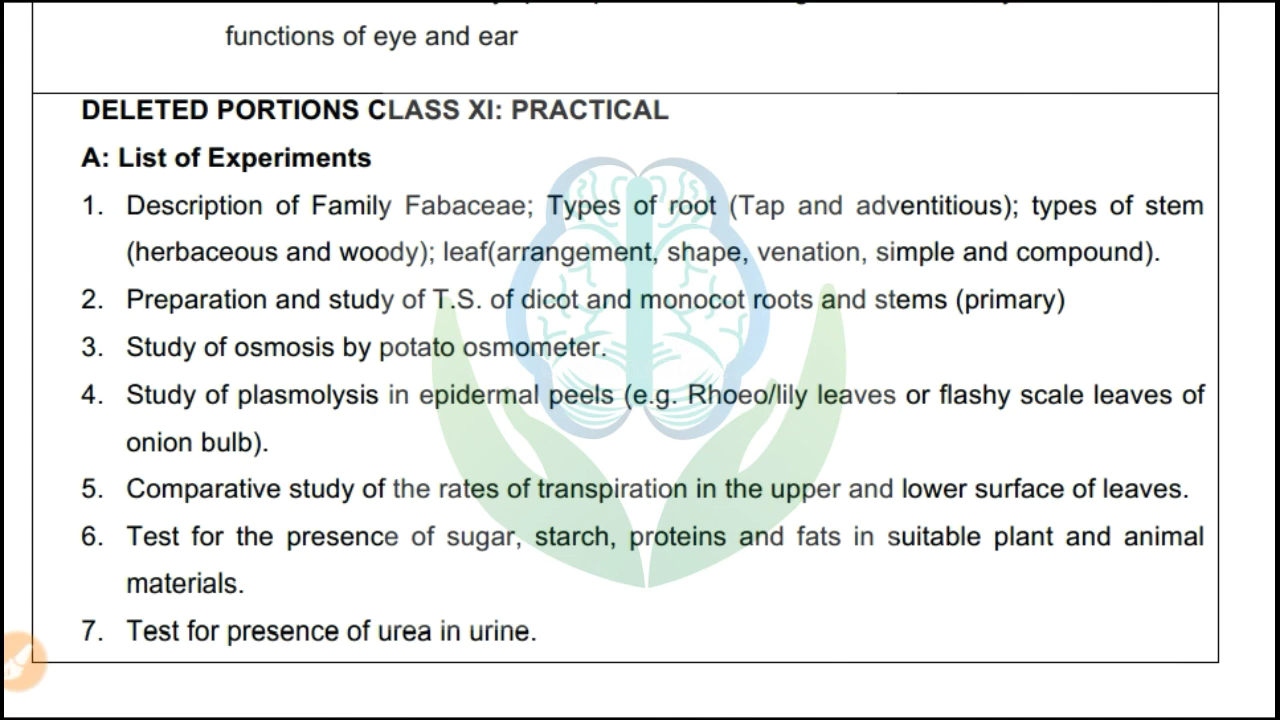 functions of eye and ear
DELETED PORTIONS CLASS XI: PRACTICAL
A: List of Experiments
1. Description of Family Fabaceae; Types of root (Tap and adventitious); types of stem
(herbaceous and woody); leaf(arrangement, shape, venation, simple and compound).
2. Preparation and study of T.S. of dicot and monocot roots and stems (primary)
3. Study of osmosis by potato osmometer.
4. Study of plasmolysis in epidermal peels (e.g. Rhoeo/lily leaves or flashy scale leaves of
onion bulb).
5. Comparative study of the rates of transpiration in the upper and lower surface of leaves.
6. Test for the presence of sugar, starch, proteins and fats in suitable plant and animal
materials.
7. Test for presence of urea in urine.